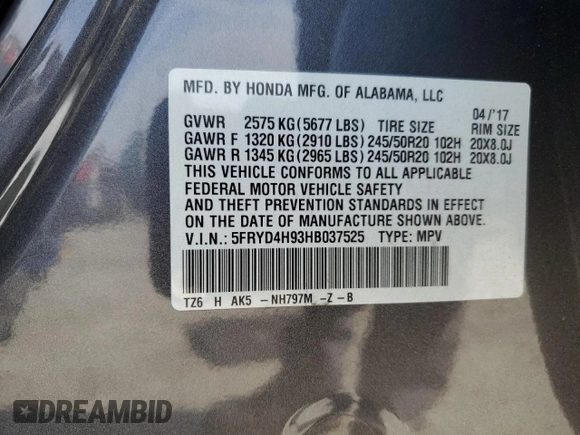 MFD. BY HONDA MFG. OF ALABAMA, LLC
04/'17
GVWR 2575 KG(5677 LBS) TIRE SIZE RIM SIZE
GAWR F 1320 KG(2910 LBS) 245/50R20 102H 20X8.0J
GAWR R 1345 KG(2965 LBS) 245/50R20 102H 20X8.0J
THIS VEHICLE CONFORMS TO ALL APPLICABLE
FEDERAL MOTOR VEHICLE SAFETY
AND THEFT PREVENTION STANDARDS IN EFFECT
ON THE DATE OF MANUFACTURE SHOWN ABOVE.
V.I.N.: 5FRYD4H93HB037525 TYPE: MPV
TZ6 H AK5 -NH797M -Z -B
DREAMBID